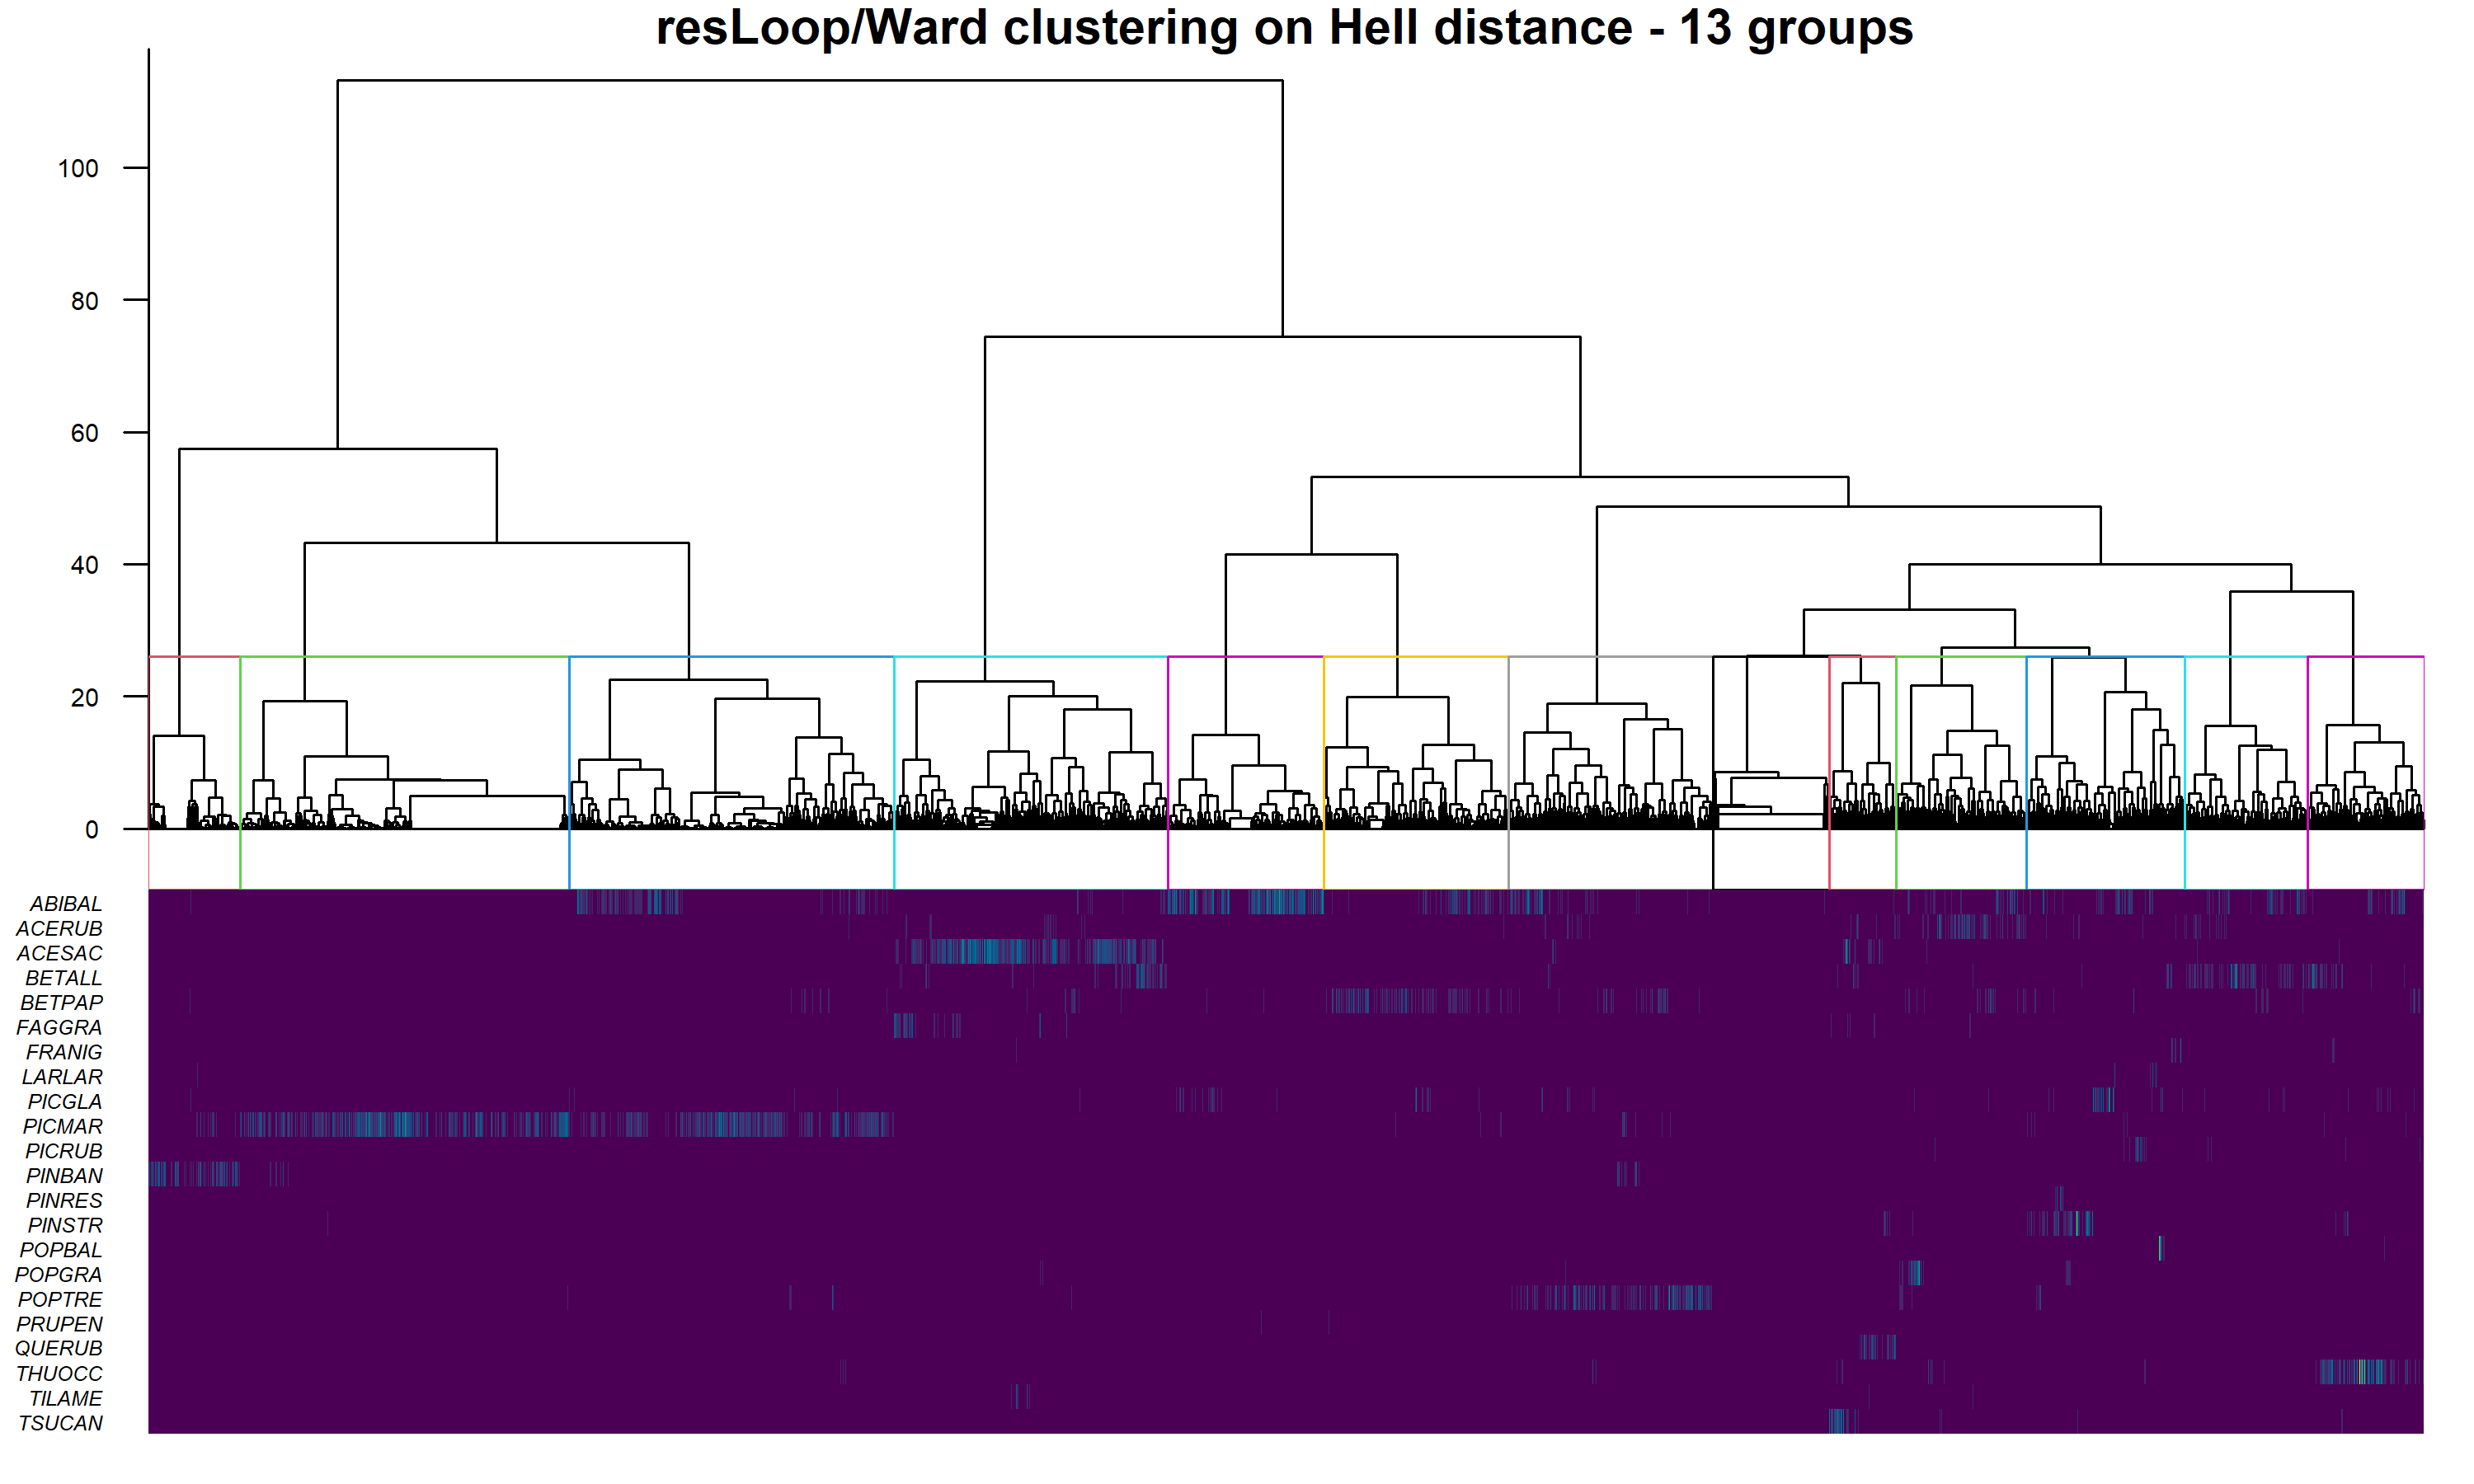 resLoop/Ward clustering on Hell distance - 13 groups
100
80
60
40
20
0
ABIBAL
ACERUB
ACESAC
BETALL
BETPAP
FAGGRA
FRANIG
LARLAR
PICGLA
PICMAR
PICRUB
PINBAN
PINRES
PINSTR
POPBAL
POPGRA
POPTRE
PRUPEN
QUERUB
THUOCC
TILAME
TSUCAN